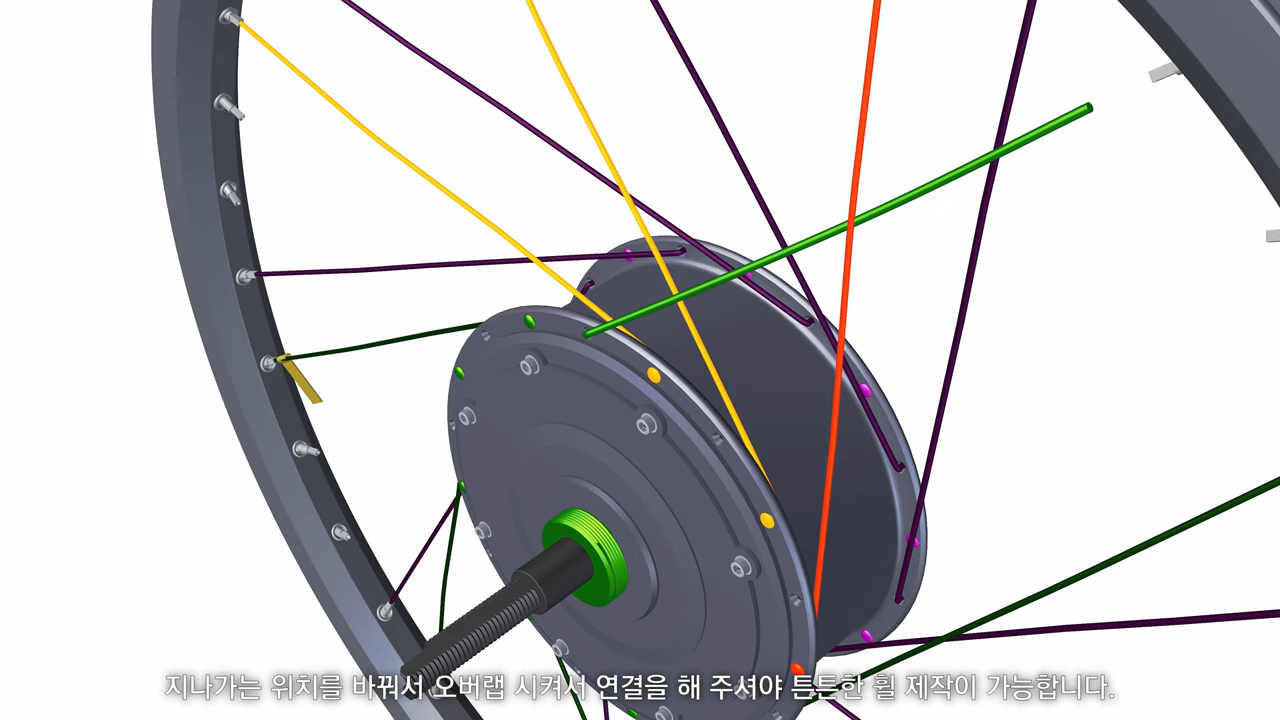 지나가는 위치를 바꿔서 오버랩 시켜서 연결을 해 주셔야 튼튼한 휠 제작이 가능합니다.